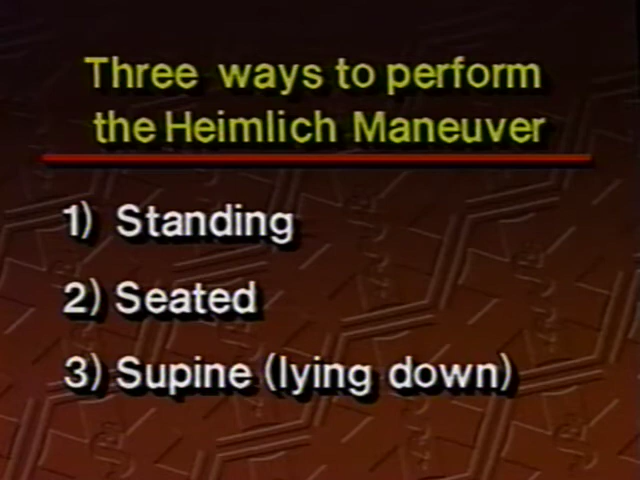 Three ways to perform
the Heimlich Maneuver
1) Standing
2) Seated
3) Supine (lying down)